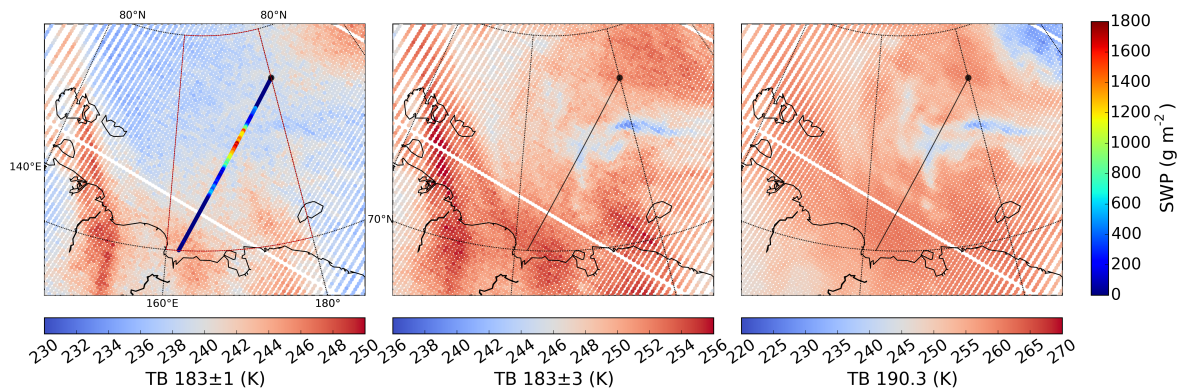 80°N 80°N
140°E
70°N
160°E 180°
230 232 234 236 238 240 242 244 246 248 250
TB 183±1 (K)
236 238 240 242 244 246 248 250 252 254 256
TB 183±3 (K)
220 225 230 235 240 245 250 255 260 265 270
TB 190.3 (K)
1800
1600
1400
1200
1000
800
600
400
200
0
SWP (g m⁻²)